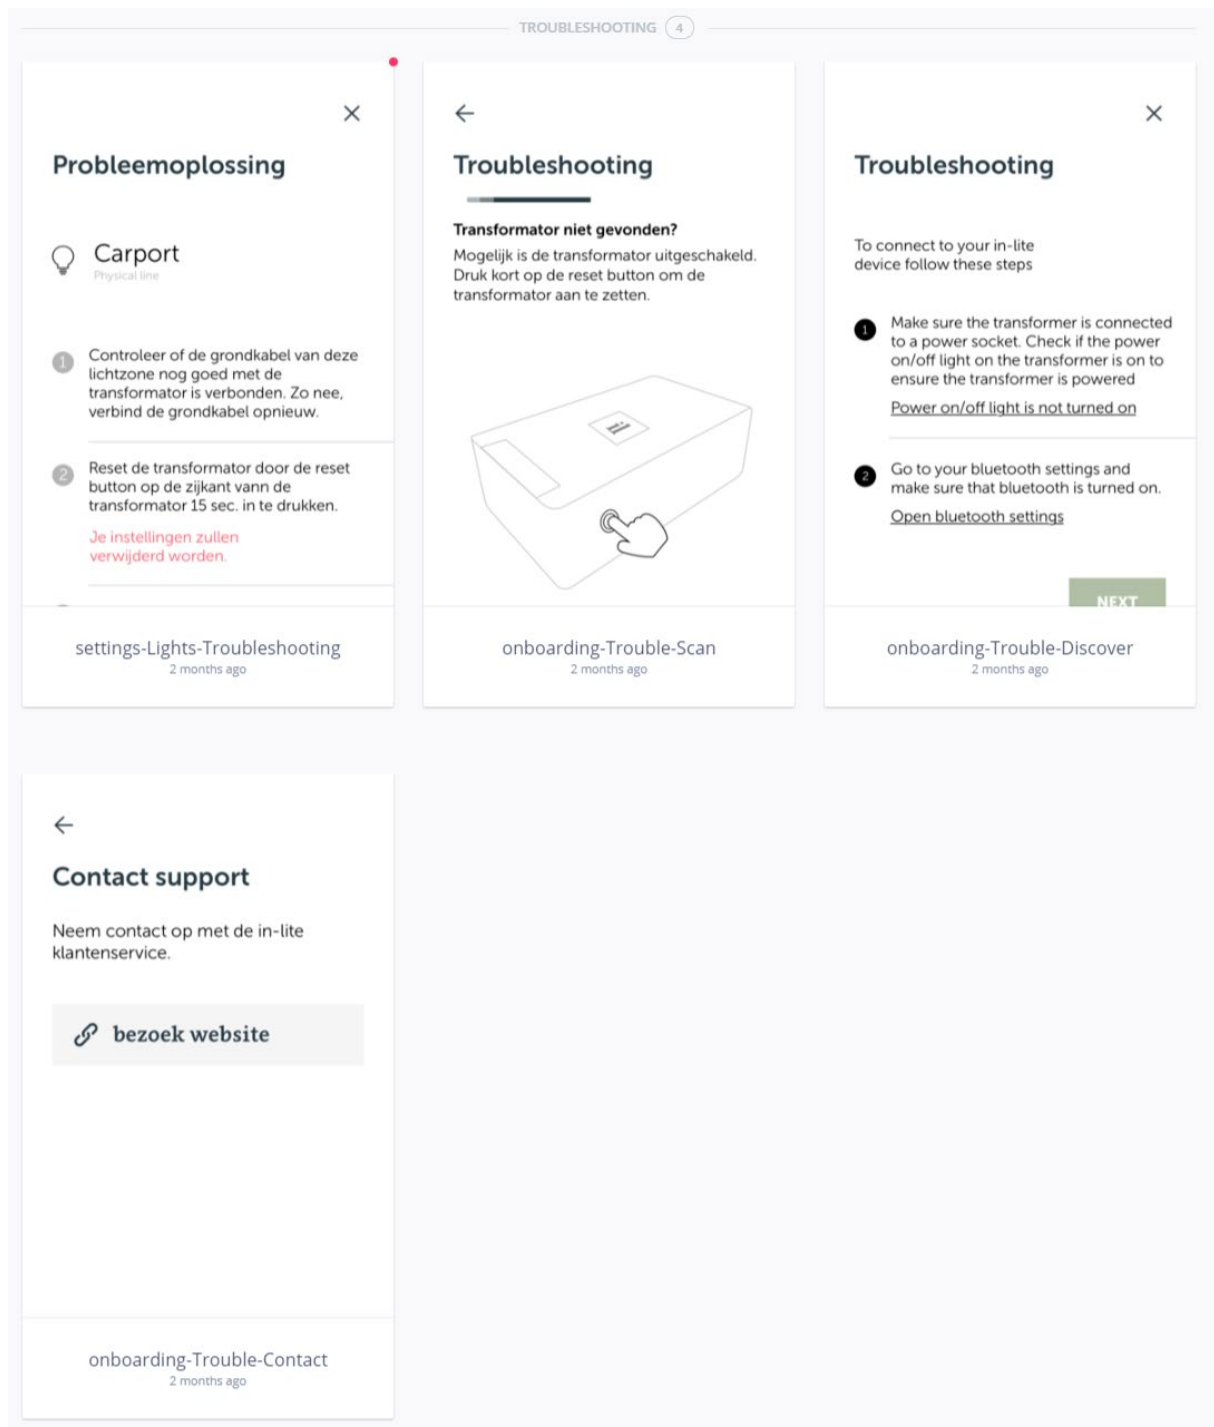 TROUBLESHOOTING 4
Probleemoplossing
Carport
Physical line
1 Controleer of de grondkabel van deze
lichtzone nog goed met de
transformator is verbonden. Zo nee,
verbind de grondkabel opnieuw.
2 Reset de transformator door de reset
button op de zijkant vann de
transformator 15 sec. in te drukken.
Je instellingen zullen
verwijderd worden.
settings-Lights-Troubleshooting
2 months ago
Troubleshooting
Transformator niet gevonden?
Mogelijk is de transformator uitgeschakeld.
Druk kort op de reset button om de
transformator aan te zetten.
onboarding-Trouble-Scan
2 months ago
Troubleshooting
To connect to your in-lite
device follow these steps
1 Make sure the transformer is connected
to a power socket. Check if the power
on/off light on the transformer is on to
ensure the transformer is powered
Power on/off light is not turned on
2 Go to your bluetooth settings and
make sure that bluetooth is turned on.
Open bluetooth settings
NEXT
onboarding-Trouble-Discover
2 months ago
Contact support
Neem contact op met de in-lite
klantenservice.
bezoek website
onboarding-Trouble-Contact
2 months ago